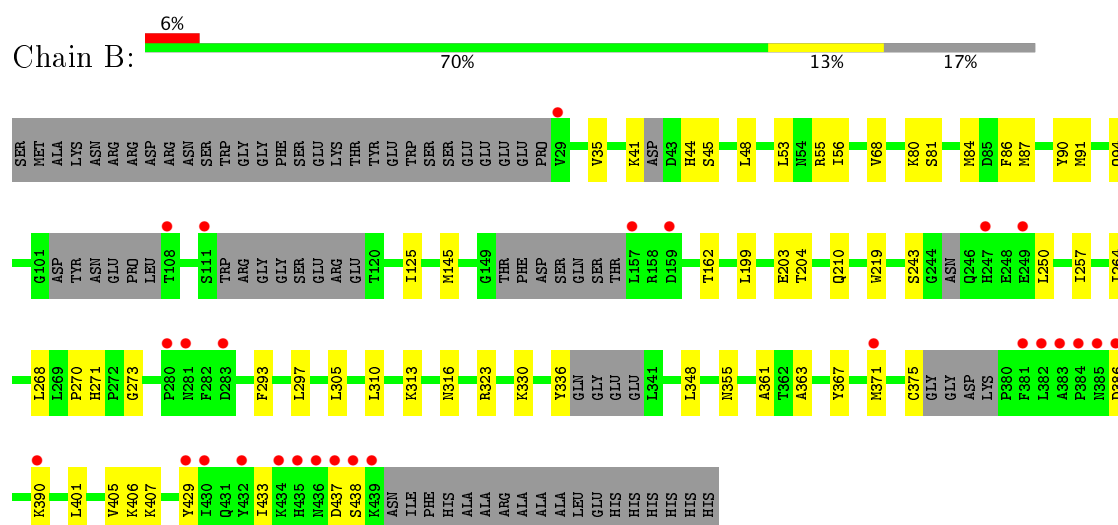 6%
Chain B:
70% 13% 17%
SER MET ALA LYS ASN ARG ARG ASP ARG ASN SER TRP GLY GLY PHE SER GLU LYS THR TYR GLU TRP SER SER GLU GLU GLU GLU PRO V29 V35 K41 ASP D43 H44 S45 L48 L53 N54 R55 I56 V68 K80 S81 M84 D85 F86 M87 Y90 M91
G101 ASP TYR ASN GLU PRO LEU T108 S111 TRP ARG GLY GLY SER GLU ARG GLU T120 I125 M145 G149 THR PHE ASP SER GLN SER THR L157 R158 D159 T162 L199 E203 T204 Q210 W219 S243 G244 ASN Q246 H247 E248 E249 L250 I257
L268 L269 P270 H271 P272 G273 P280 N281 F282 D283 F293 L297 L305 L310 K313 N316 R323 K330 Y336 GLN GLY GLU GLU L341 L348 N355 A361 T362 A363 Y367 M371 C375 GLY GLY ASP LYS P380 F381 L382 A383 P384 N385 D386
K390 L401 V405 K406 K407 Y429 I430 Q431 Y432 I433 K434 H435 N436 D437 S438 K439 ASN ILE PHE HIS ALA ALA ARG ALA ALA ALA LEU GLU HIS HIS HIS HIS HIS HIS